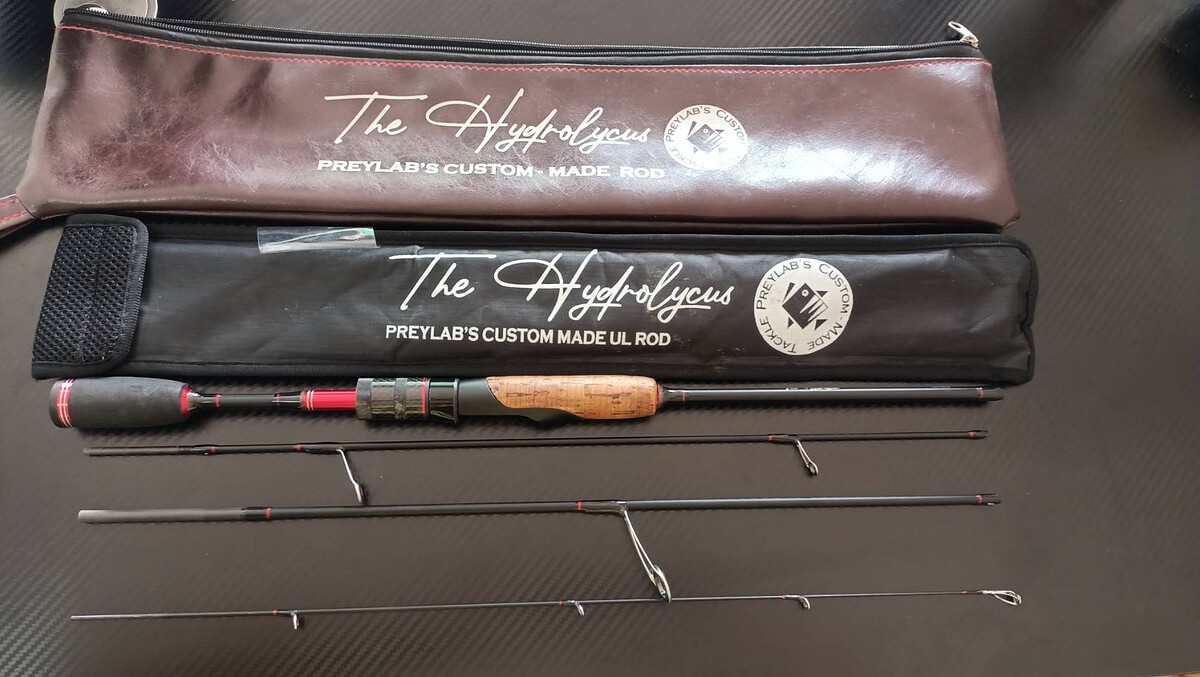 The Hydrolycus
PREYLAB'S CUSTOM - MADE ROD
PREYLAB'S CUSTOM
TACKLE
The Hydrolycus
PREYLAB'S CUSTOM MADE UL ROD
PREYLAB'S CUSTOM-MADE
TACKLE